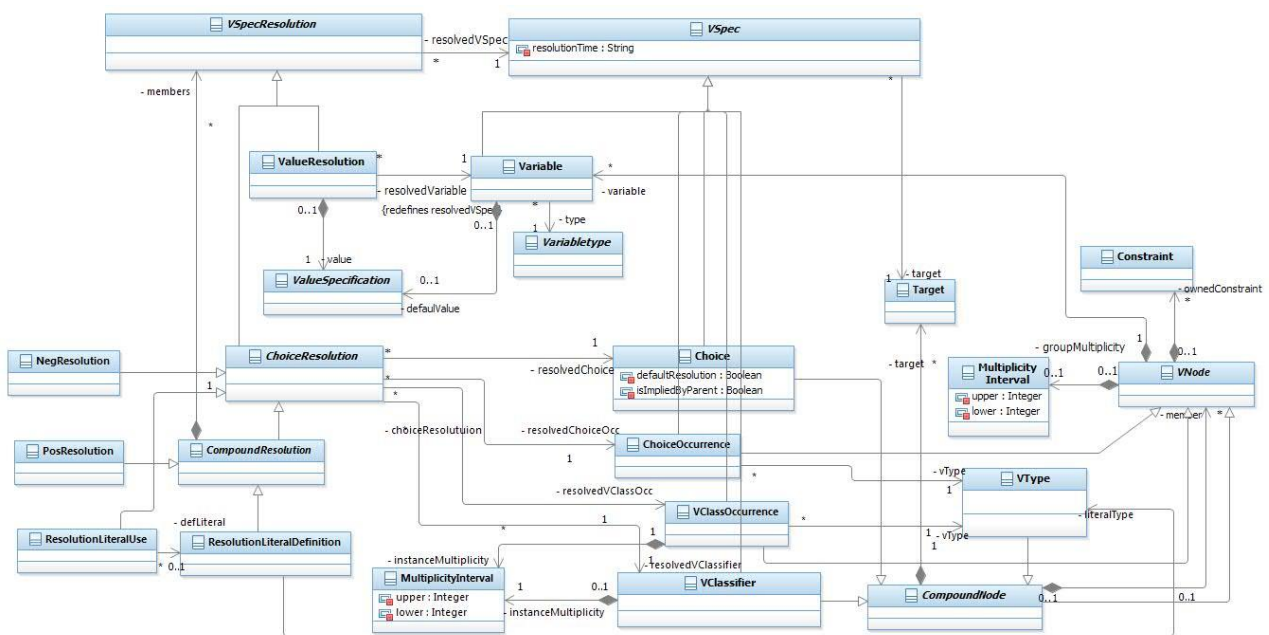 VSpecResolution
VSpec
- resolvedVSpec
resolutionTime : String
*
1
- members
*
*
ValueResolution
*
1
Variable
*
- resolvedVariable
- variable
0..1
{redefines resolvedVSpe
0..1
*
- type
1
Variabletype
1
- value
ValueSpecification
0..1
- defaulValue
1
- target
Target
Constraint
- ownedConstraint
*
1
0..1
- groupMultiplicity
0..1
0..1
VNode
NegResolution
ChoiceResolution
*
1
Choice
- resolvedChoice
defaultResolution : Boolean
isImpliedByParent : Boolean
- target
*
Multiplicity
Interval
upper : Integer
lower : Integer
- member
*
1
*
*
- choiceResolutuion
- resolvedChoiceOcc
1
ChoiceOccurrence
*
PosResolution
CompoundResolution
- vType
1
VType
- resolvedVClassOcc
- defLiteral
1
VClassOccurrence
*
- literalType
ResolutionLiteralUse
ResolutionLiteralDefinition
*
0..1
*
1
1
- vType
1
1
- instanceMultiplicity
- resolvedVClassifier
MultiplicityInterval
upper : Integer
lower : Integer
1
0..1
VClassifier
- instanceMultiplicity
CompoundNode
0..1
0..1